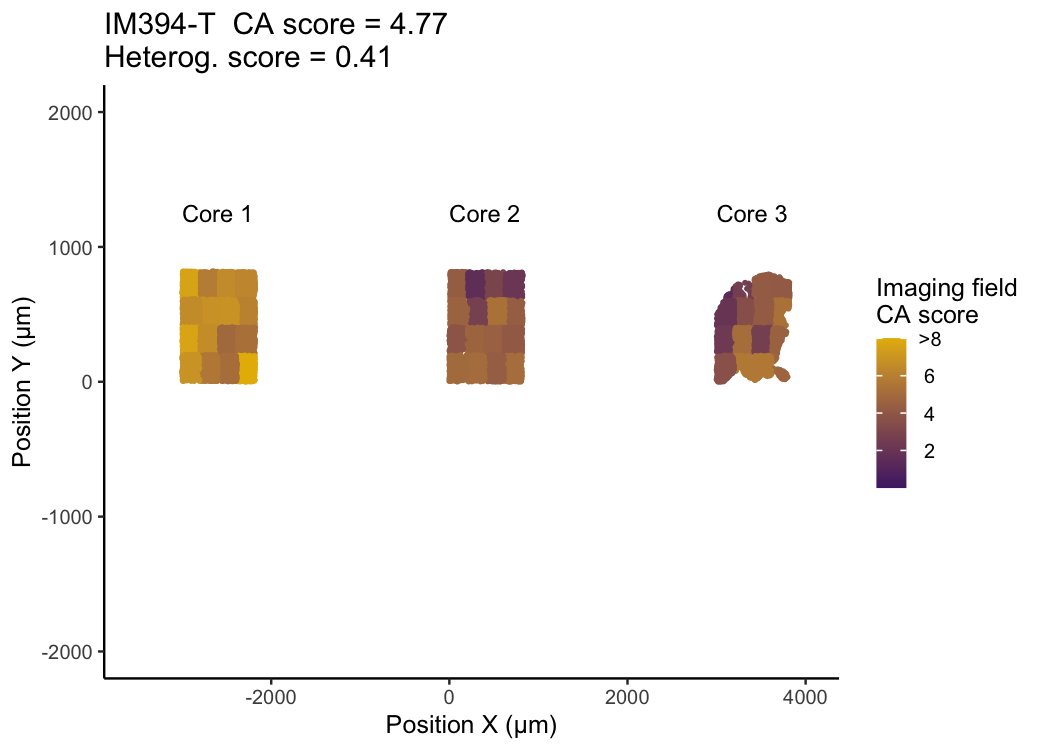 IM394-T  CA score = 4.77
Heterog. score = 0.41
Core 1
Core 2
Core 3
2000
1000
0
-1000
-2000
Position Y (μm)
-2000
0
2000
4000
Position X (μm)
Imaging field
CA score
>8
6
4
2